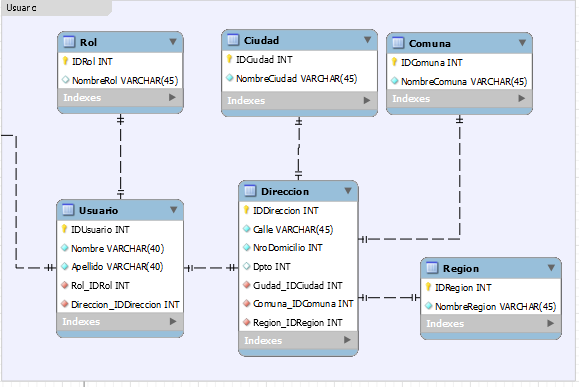 Usuario
Rol
IDRol INT
NombreRol VARCHAR(45)
Indexes
Ciudad
IDCiudad INT
NombreCiudad VARCHAR(45)
Indexes
Comuna
IDComuna INT
NombreComuna VARCHAR(45)
Indexes
Usuario
IDUsuario INT
Nombre VARCHAR(40)
Apellido VARCHAR(40)
Rol_IDRol INT
Direccion_IDDireccion INT
Indexes
Direccion
IDDireccion INT
Calle VARCHAR(45)
NroDomicilio INT
Dpto INT
Ciudad_IDCiudad INT
Comuna_IDComuna INT
Region_IDRegion INT
Indexes
Region
IDRegion INT
NombreRegion VARCHAR(45)
Indexes